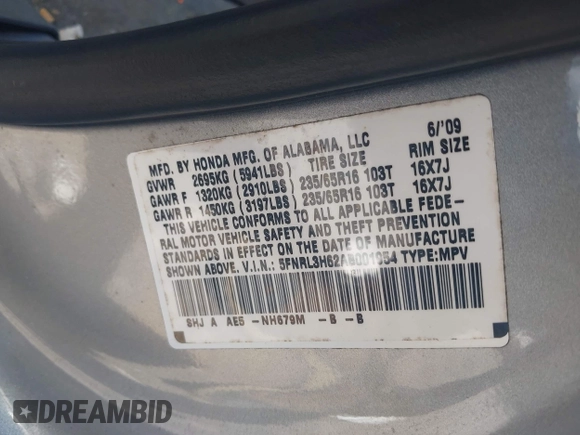 MFD. BY HONDA MFG. OF ALABAMA, LLC 6/'09
GVWR 2695KG (5941LBS) TIRE SIZE RIM SIZE
GAWR F 1320KG (2910LBS) 235/65R16 103T 16X7J
GAWR R 1450KG (3197LBS) 235/65R16 103T 16X7J
THIS VEHICLE CONFORMS TO ALL APPLICABLE FEDE-
RAL MOTOR VEHICLE SAFETY AND THEFT PREVENTION
STANDARDS IN EFFECT ON THE DATE OF MANUFACTURE
SHOWN ABOVE. V.I.N.: TYPE:MPV
SHJ A AE5 -NH679M -B -B
DREAMBID